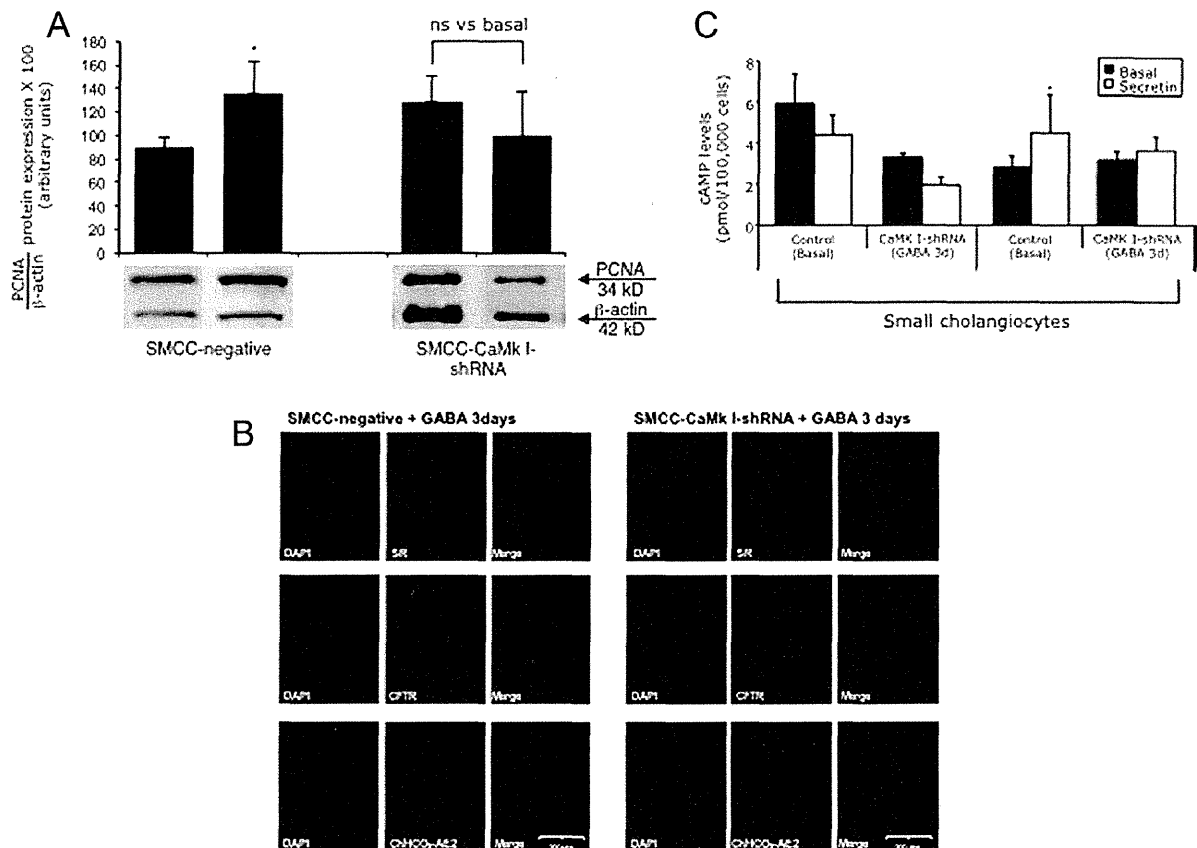 A
ns vs basal
PCNA
β-actin
protein expression X 100
(arbitrary units)
180
160
140
120
100
80
60
40
20
0
PCNA
34 kD
β-actin
42 kD
SMCC-negative
SMCC-CaMk I-
shRNA
C
cAMP levels
(pmol/100,000 cells)
8
6
4
2
0
Basal
Secretin
Control
(Basal)
CaMK I-shRNA
(GABA 3d)
Control
(Basal)
CaMK I-shRNA
(GABA 3d)
Small cholangiocytes
B
SMCC-negative + GABA 3days
SMCC-CaMk I-shRNA + GABA 3 days
DAPI SR Merge DAPI SR Merge
DAPI CFTR Merge DAPI CFTR Merge
DAPI Merge DAPI Merge